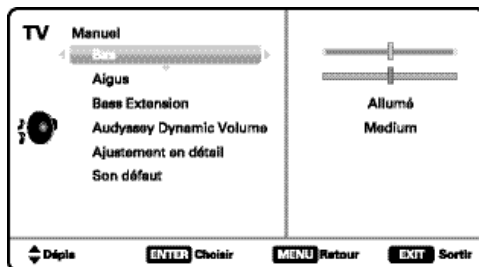 TV
Manuel
Bas
Aigus
Bass Extension
Allumé
Audyssey Dynamic Volume
Medium
Ajustement en détail
Son défaut
Dépla
ENTER Choisir
MENU Retour
EXIT Sortir